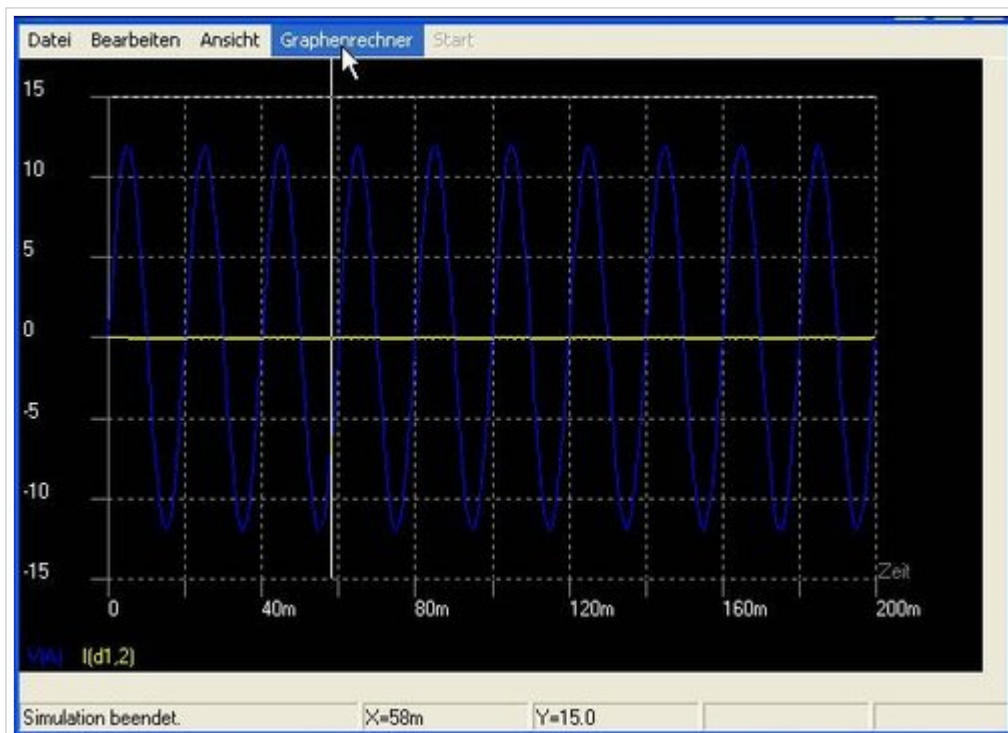 Datei Bearbeiten Ansicht Graphenrechner Start
15
10
5
0
-5
-10
-15
Zeit
0 40m 80m 120m 160m 200m
V(A) I(d1,2)
Simulation beendet. X=58m Y=15.0